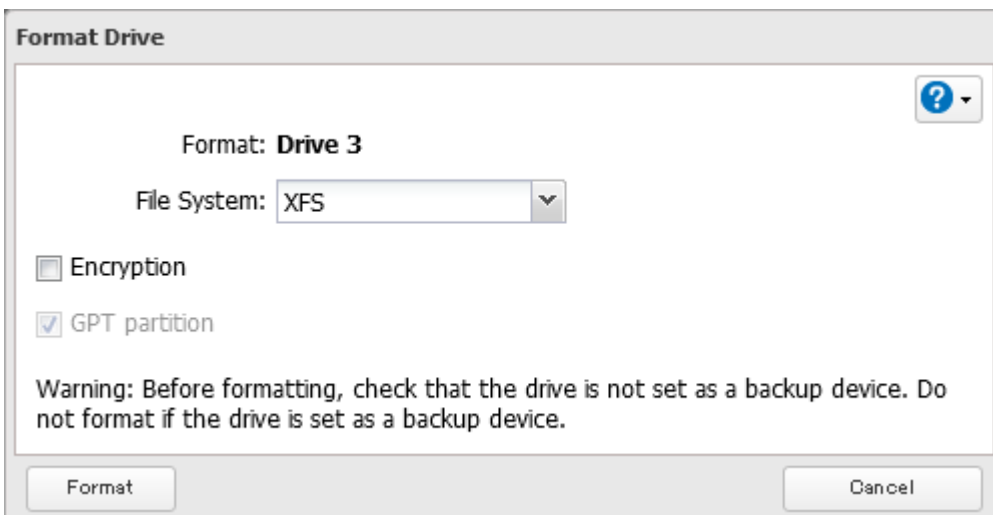 Format Drive
?
Format: Drive 3
File System: XFS
Encryption
GPT partition
Warning: Before formatting, check that the drive is not set as a backup device. Do
not format if the drive is set as a backup device.
Format Cancel